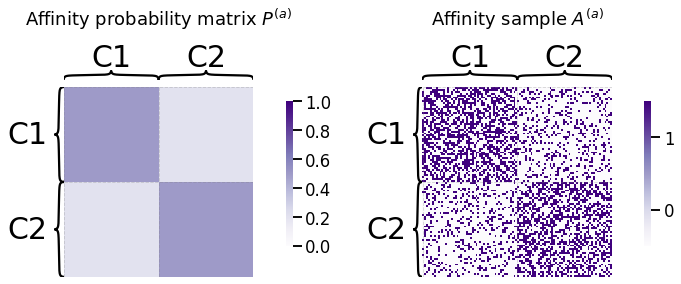 Affinity probability matrix P^(a)
C1 C2
C1
C2
1.0
0.8
0.6
0.4
0.2
0.0
Affinity sample A^(a)
C1 C2
C1
C2
1
0